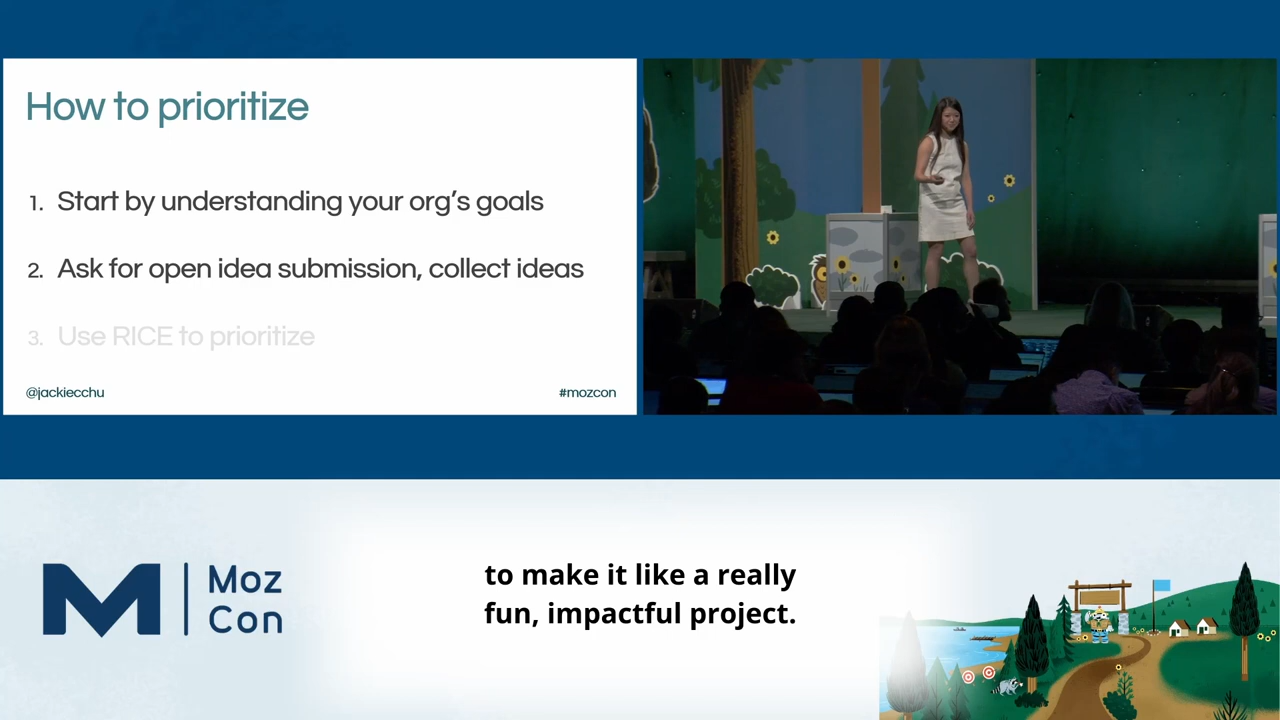 How to prioritize
1. Start by understanding your org's goals
2. Ask for open idea submission, collect ideas
3. Use RICE to prioritize
@jackiecchu #mozcon
Moz
Con
to make it like a really
fun, impactful project.